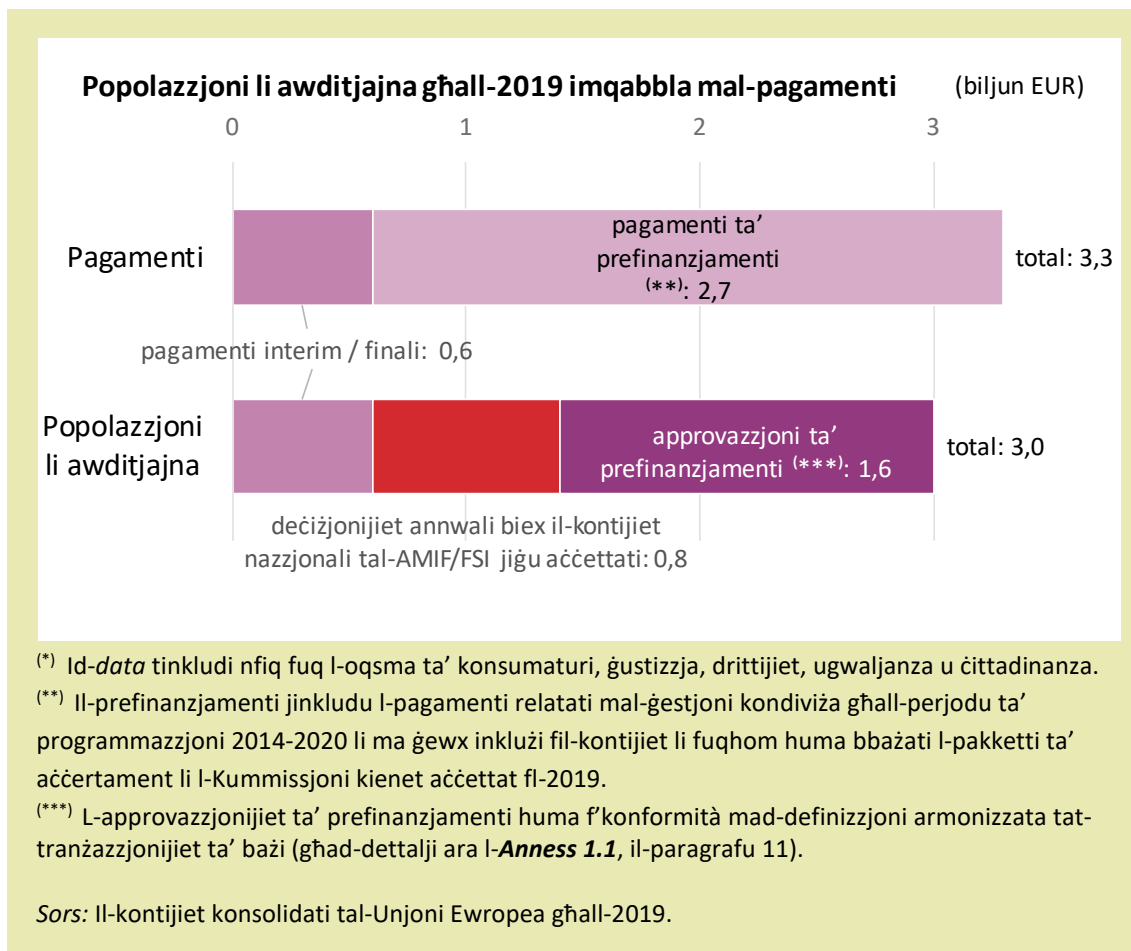 Popolazzjoni li awditjajna għall-2019 imqabbla mal-pagamenti (biljun EUR)
0 1 2 3
Pagamenti
pagamenti ta’
prefinanzjamenti
(**): 2,7
total: 3,3
pagamenti interim / finali: 0,6
Popolazzjoni
li awditjajna
approvazzjoni ta’
prefinanzjamenti (***): 1,6
total: 3,0
deċiżjonijiet annwali biex il-kontijiet
nazzjonali tal-AMIF/FSI jiġu aċċettati: 0,8
(*) Id-data tinkludi nfiq fuq l-oqsma ta’ konsumaturi, ġustizzja, drittijiet, ugwaljanza u ċittadinanza.
(**) Il-prefinanzjamenti jinkludu l-pagamenti relatati mal-ġestjoni kondiviża għall-perjodu ta’
programmazzjoni 2014-2020 li ma ġewx inklużi fil-kontijiet li fuqhom huma bbażati l-pakketti ta’
aċċertament li l-Kummissjoni kienet aċċettat fl-2019.
(***) L-approvazzjonijiet ta’ prefinanzjamenti huma f’konformità mad-definizzjoni armonizzata tat-
tranżazzjonijiet ta’ bażi (għad-dettalji ara l-Anness 1.1, il-paragrafu 11).
Sors: Il-kontijiet konsolidati tal-Unjoni Ewropea għall-2019.